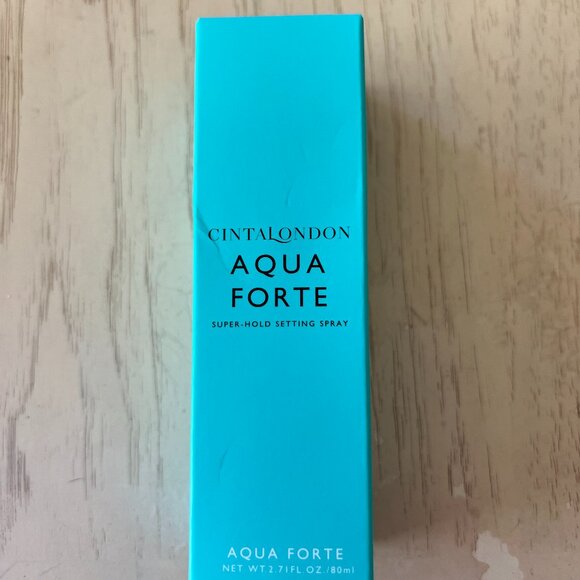 CINTALONDON
AQUA
FORTE
SUPER-HOLD SETTING SPRAY
AQUA FORTE
NET WT 2.71FL OZ./80ml